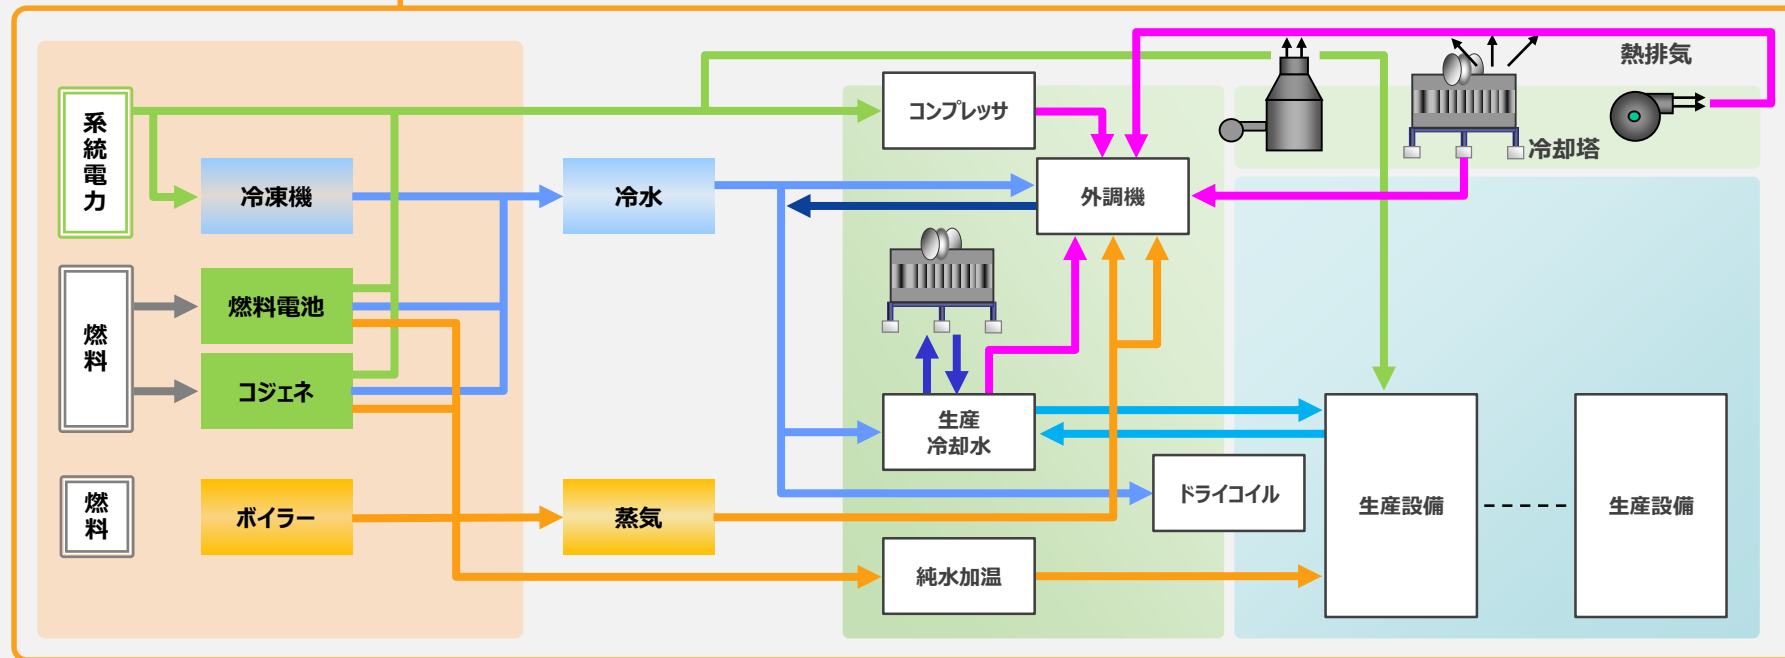 系統電力
燃料
燃料
冷凍機
燃料電池
コジェネ
ボイラー
冷水
蒸気
コンプレッサ
外調機
生産
冷却水
ドライコイル
純水加温
熱排気
冷却塔
生産設備
生産設備